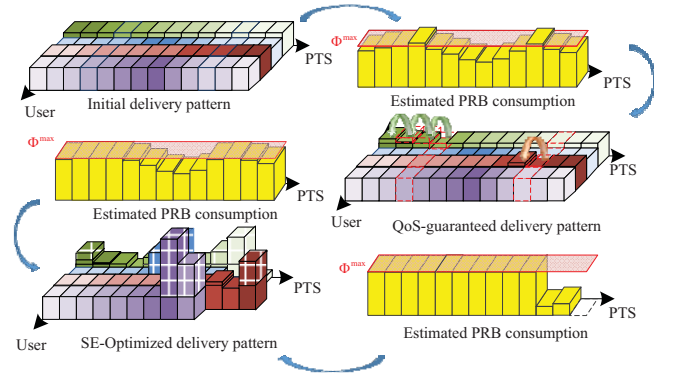 PTS
User
Initial delivery pattern
Φmax
PTS
Estimated PRB consumption
Φmax
PTS
Estimated PRB consumption
PTS
User
QoS-guaranteed delivery pattern
PTS
User
SE-Optimized delivery pattern
Φmax
PTS
Estimated PRB consumption